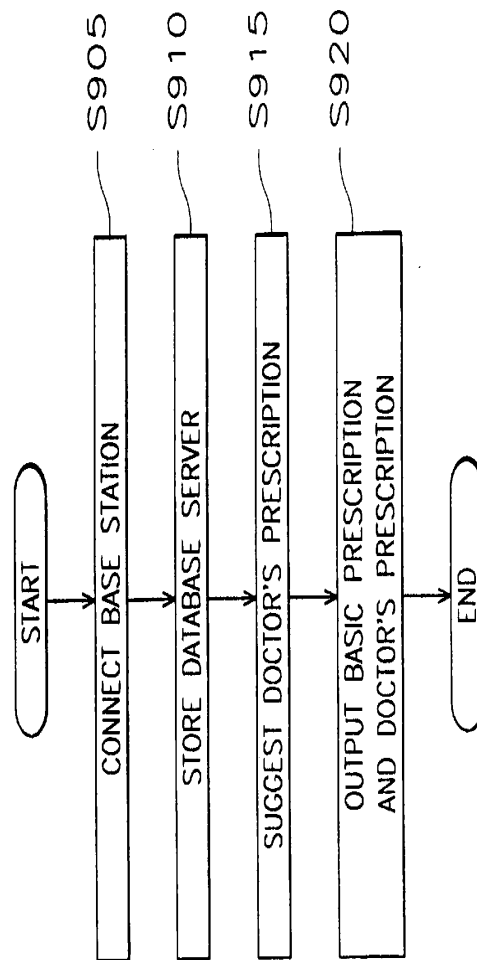 START
CONNECT BASE STATION
S905
STORE DATABASE SERVER
S910
SUGGEST DOCTOR'S PRESCRIPTION
S915
OUTPUT BASIC PRESCRIPTION
AND DOCTOR'S PRESCRIPTION
S920
END